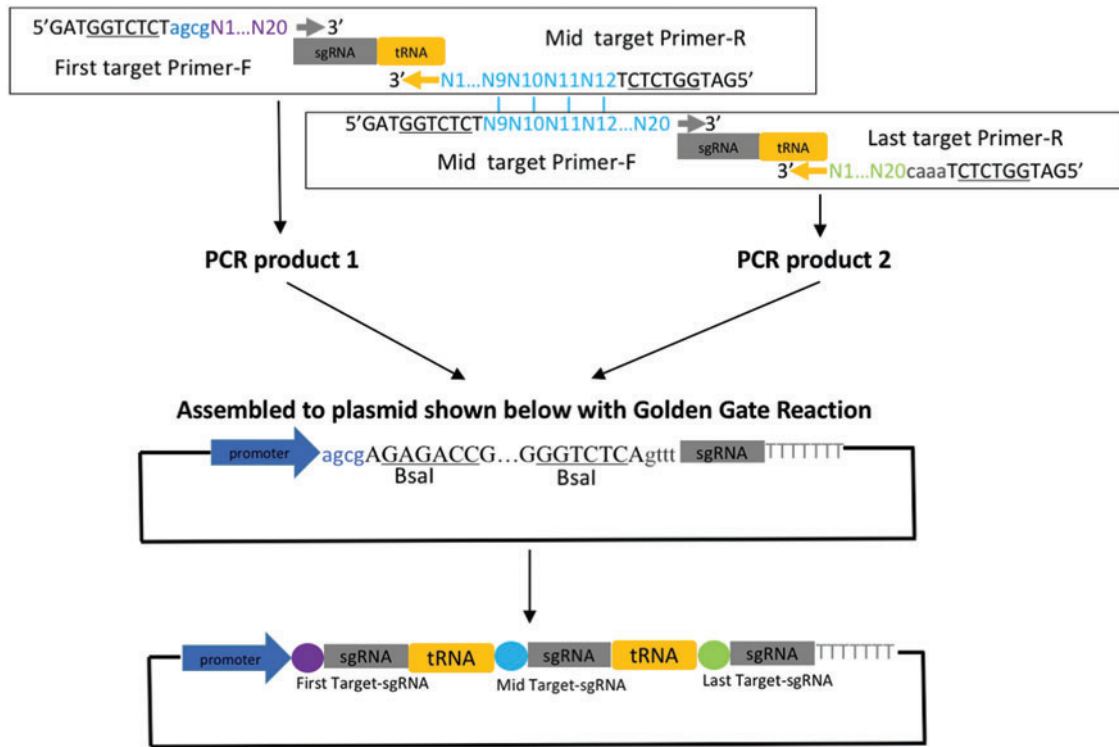 5'GATGGTCTCTagcgN1...N20 3'
sgRNA tRNA
Mid target Primer-R
First target Primer-F
3' N1...N9N10N11N12TCTCTGGTAG5'
5'GATGGTCTCTN9N10N11N12...N20 3'
Mid target Primer-F
sgRNA tRNA
Last target Primer-R
3' N1...N20caaaTCTCTGGTAG5'
PCR product 1
PCR product 2
Assembled to plasmid shown below with Golden Gate Reaction
promoter agcgAGAGACCG...GGGTCTCAgttt sgRNA TTTTTTT
BsaI BsaI
promoter sgRNA tRNA sgRNA tRNA sgRNA TTTTTTT
First Target-sgRNA Mid Target-sgRNA Last Target-sgRNA